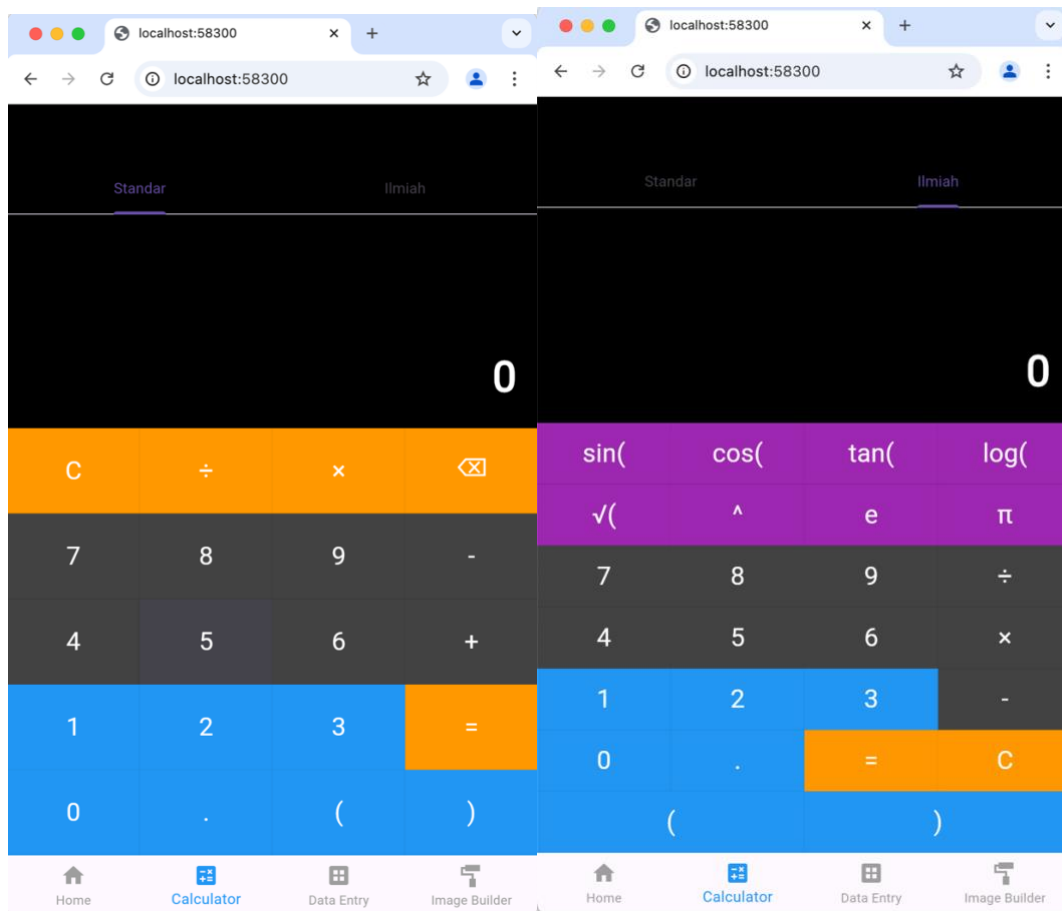 localhost:58300
localhost:58300
Standar Ilmiah
0
C ÷ × ⌫
7 8 9 -
4 5 6 +
1 2 3 =
0 . ( )
Home Calculator Data Entry Image Builder
localhost:58300
localhost:58300
Standar Ilmiah
0
sin( cos( tan( log(
√( ^ e π
7 8 9 ÷
4 5 6 ×
1 2 3 -
0 . = C
( )
Home Calculator Data Entry Image Builder